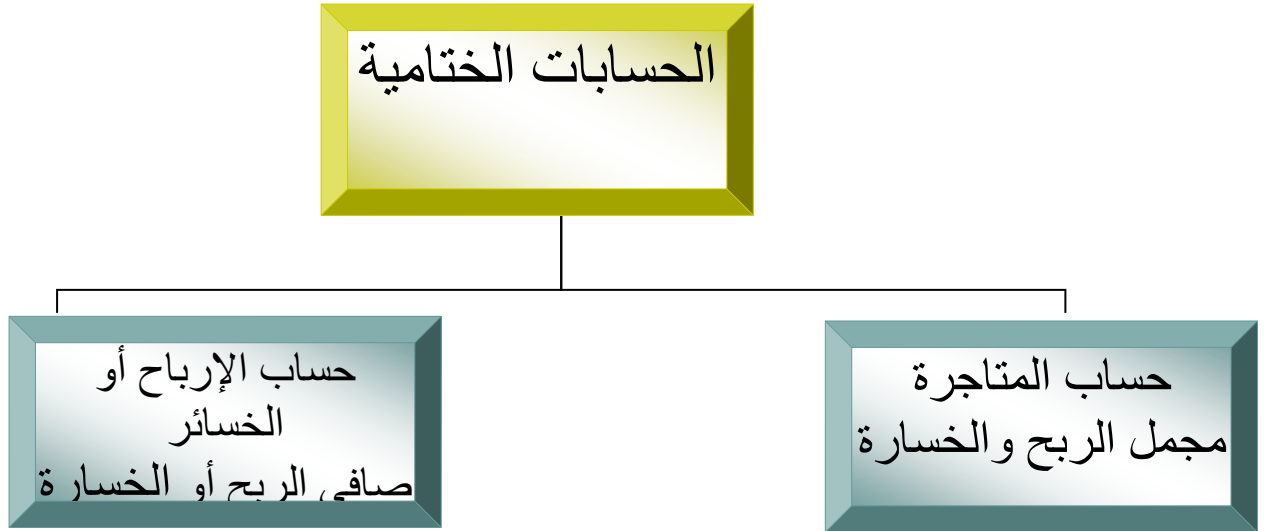 الحسابات الختامية
حساب المتاجرة
مجمل الربح والخسارة
حساب الإرباح أو
الخسائر
صافي الربح أو الخسارة